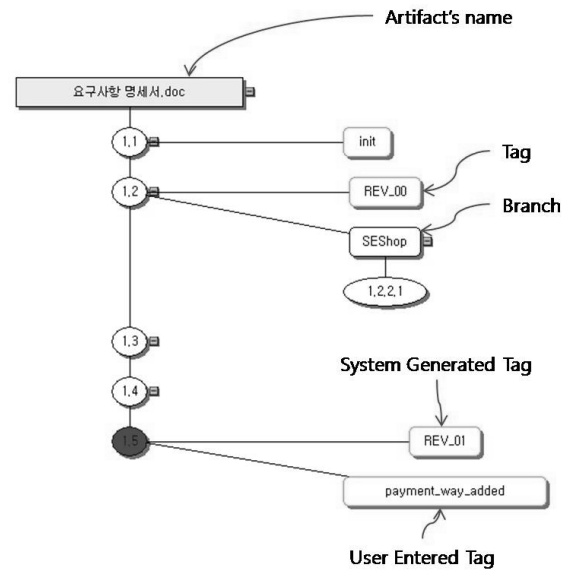 Artifact's name
요구사항 명세서.doc
1.1
init
Tag
1.2
REV_00
Branch
SEShop
1.2.2.1
1.3
System Generated Tag
1.4
1.5
REV_01
payment_way_added
User Entered Tag